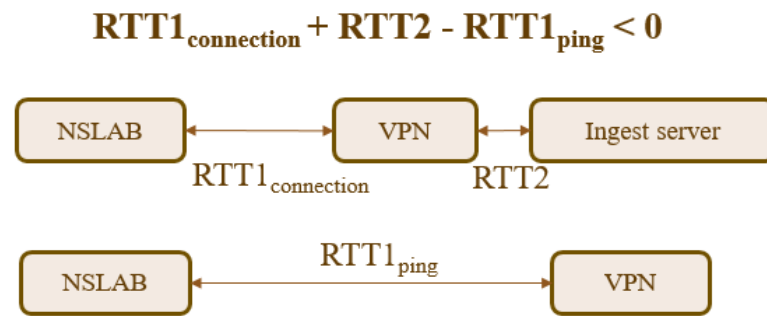 RTT1connection + RTT2 - RTT1ping < 0
NSLAB VPN Ingest server
RTT1connection RTT2
RTT1ping
NSLAB VPN